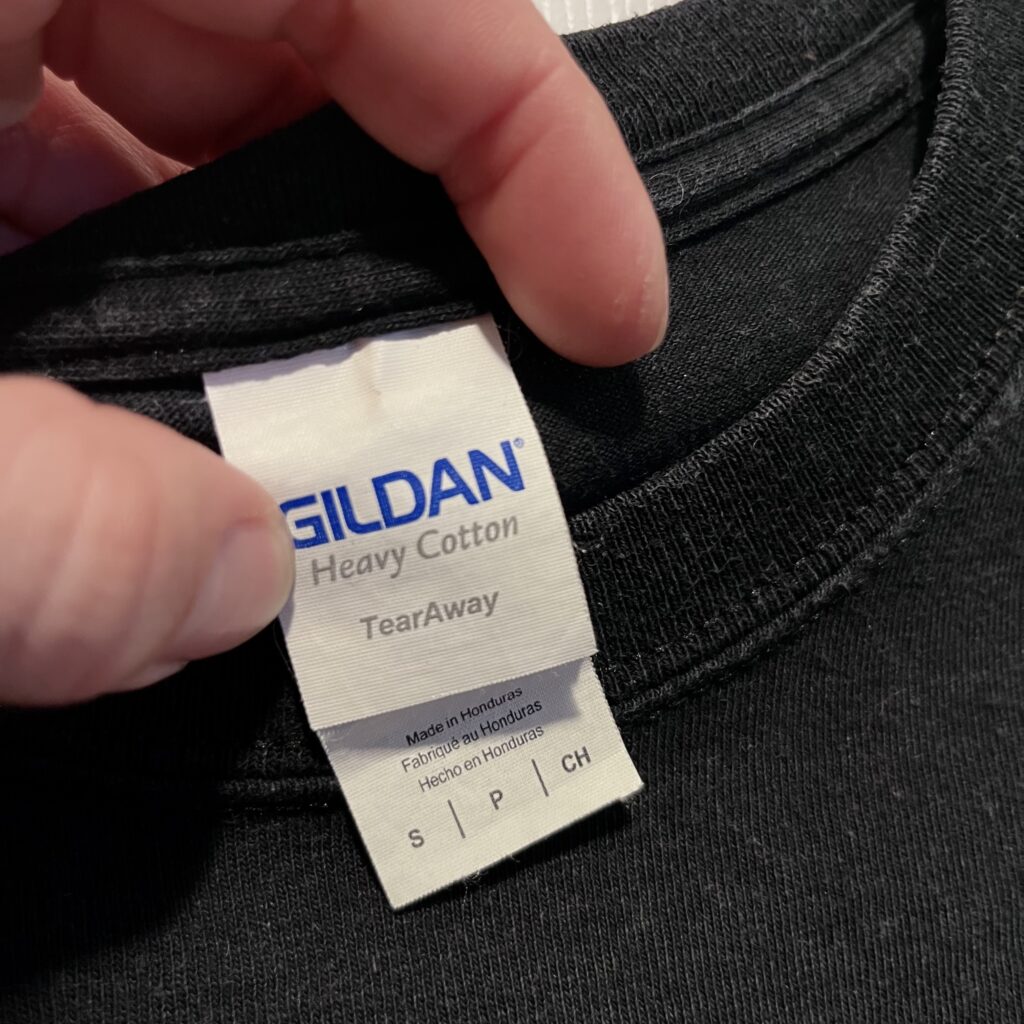 GILDAN®
Heavy Cotton
TearAway
Made in Honduras
Fabriqué au Honduras
Hecho en Honduras
S | P | CH